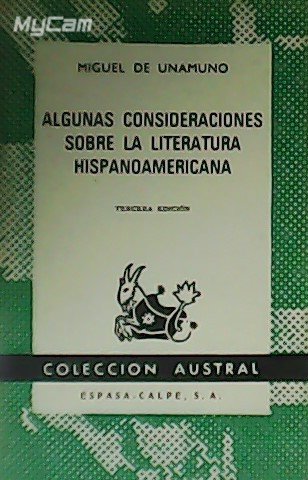 MyCam
MIGUEL DE UNAMUNO
ALGUNAS CONSIDERACIONES
SOBRE LA LITERATURA
HISPANOAMERICANA
TERCERA EDICIÓN
COLECCION AUSTRAL
ESPASA-CALPE, S. A.